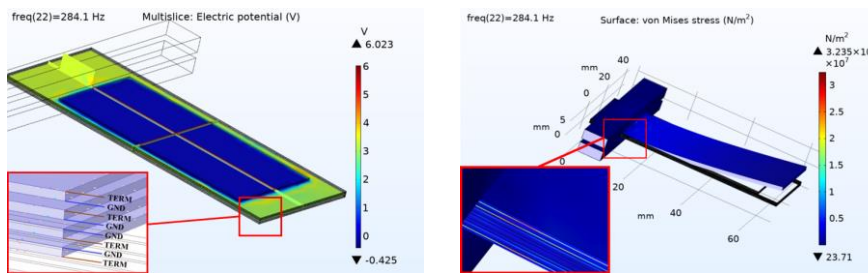 freq(22)=284.1 Hz
Multislice: Electric potential (V)
V
▲ 6.023
6
5
4
3
2
1
0
▼ -0.425
TERM
GND
TERM
GND
GND
TERM
GND
TERM
freq(22)=284.1 Hz
Surface: von Mises stress (N/m²)
N/m²
▲ 3.235×10
×10⁷
3
2.5
2
1.5
1
0.5
▼ 23.71
mm
40
20
0
5
mm
0
0
20
mm
40
60